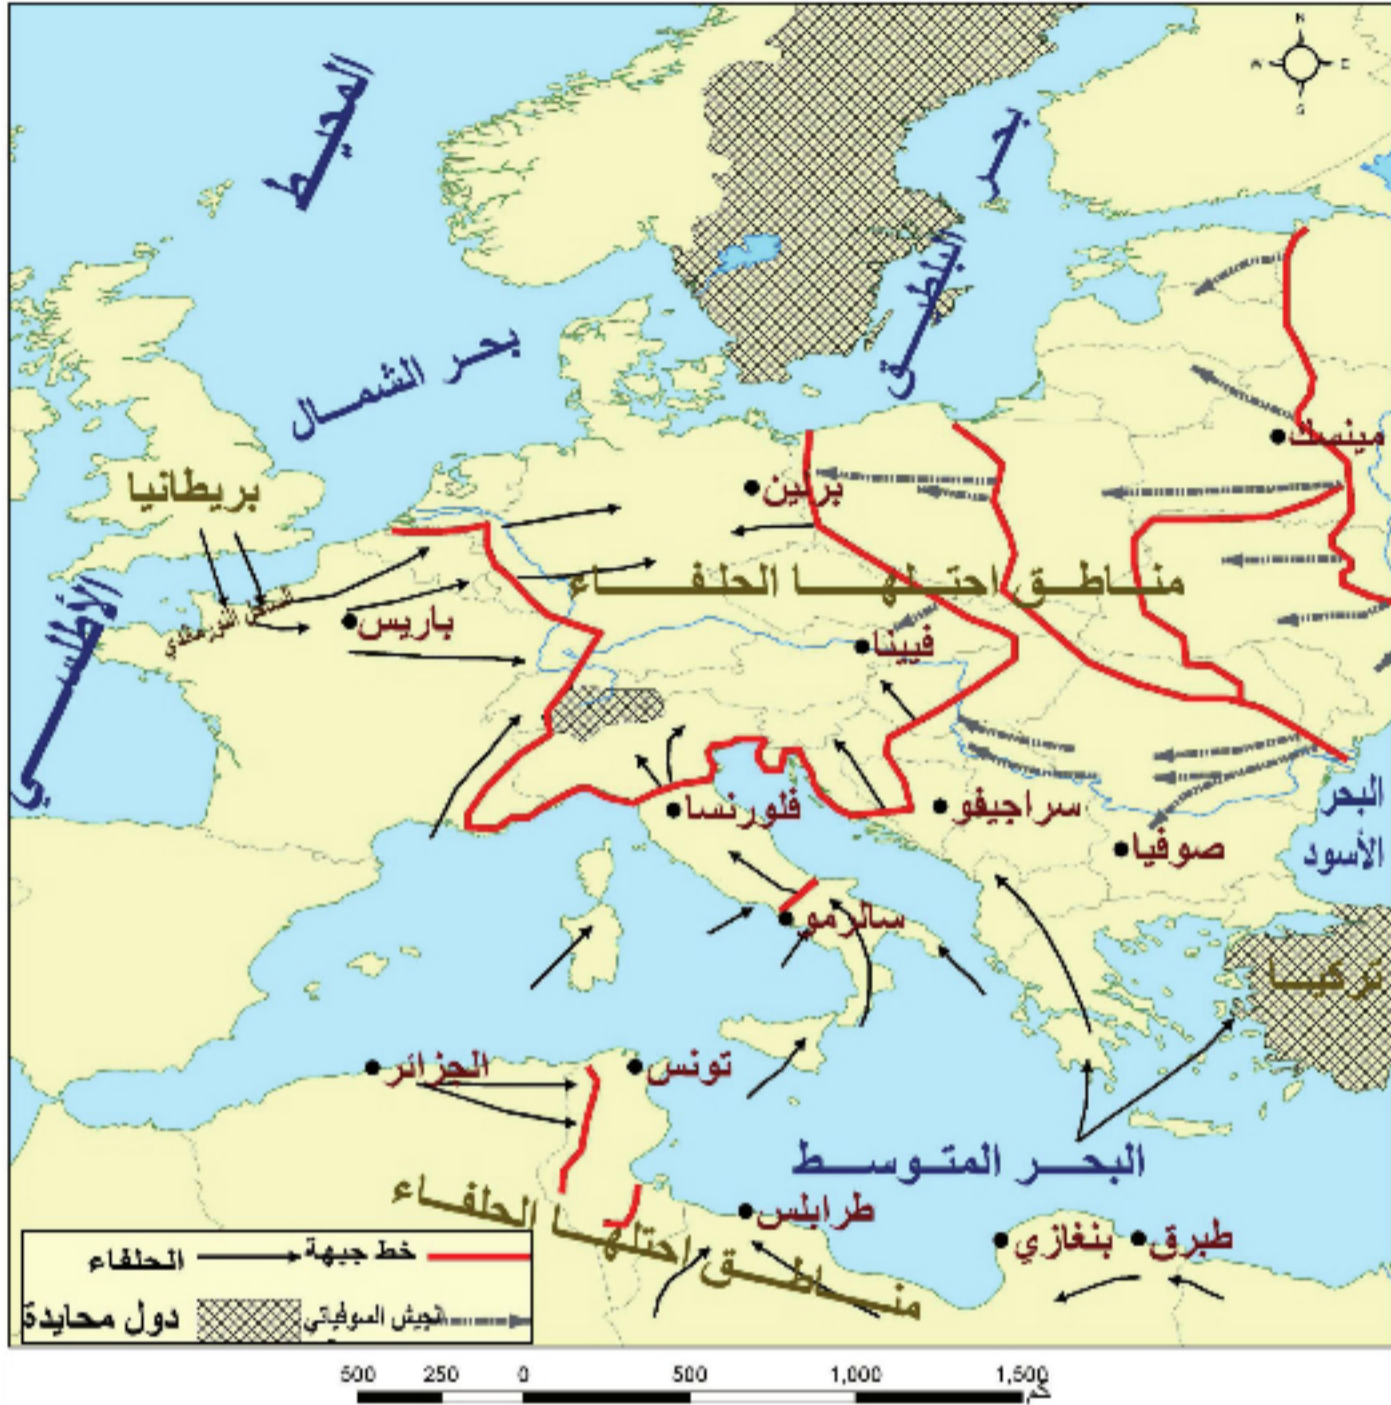 N
W E
S
المحيط
الأطلسي
بحر
البلطيق
بحر الشمال
بريطانيا
مينسك
برلين
مناطق احتلها الحلفاء
الساحل النورماندي
باريس
فيينا
فلورنسا
سراجيفو
صوفيا
البحر
الأسود
سالرمو
تركيا
الجزائر
تونس
البحر المتوسط
مناطق احتلها الحلفاء
طرابلس
بنغازي
طبرق
خط جبهة
الحلفاء
الجيش السوفياتي
دول محايدة
500 250 0 500 1,000 1,500
كم